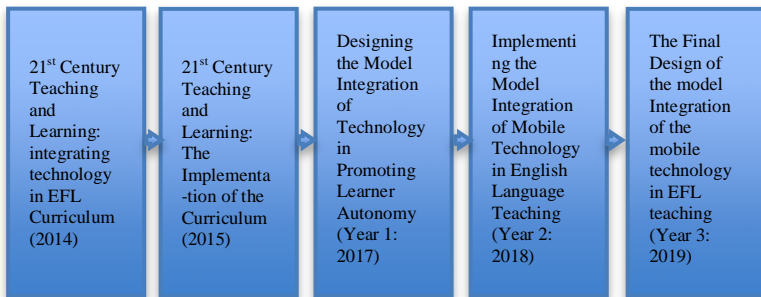 21st Century
Teaching
and
Learning:
integrating
technology
in EFL
Curriculum
(2014)
21st Century
Teaching
and
Learning:
The
Implementa
-tion of the
Curriculum
(2015)
Designing
the Model
Integration
of
Technology
in
Promoting
Learner
Autonomy
(Year 1:
2017)
Implementi
ng the
Model
Integration
of Mobile
Technology
in English
Language
Teaching
(Year 2:
2018)
The Final
Design of
the model
Integration
of the
mobile
technology
in EFL
teaching
(Year 3:
2019)